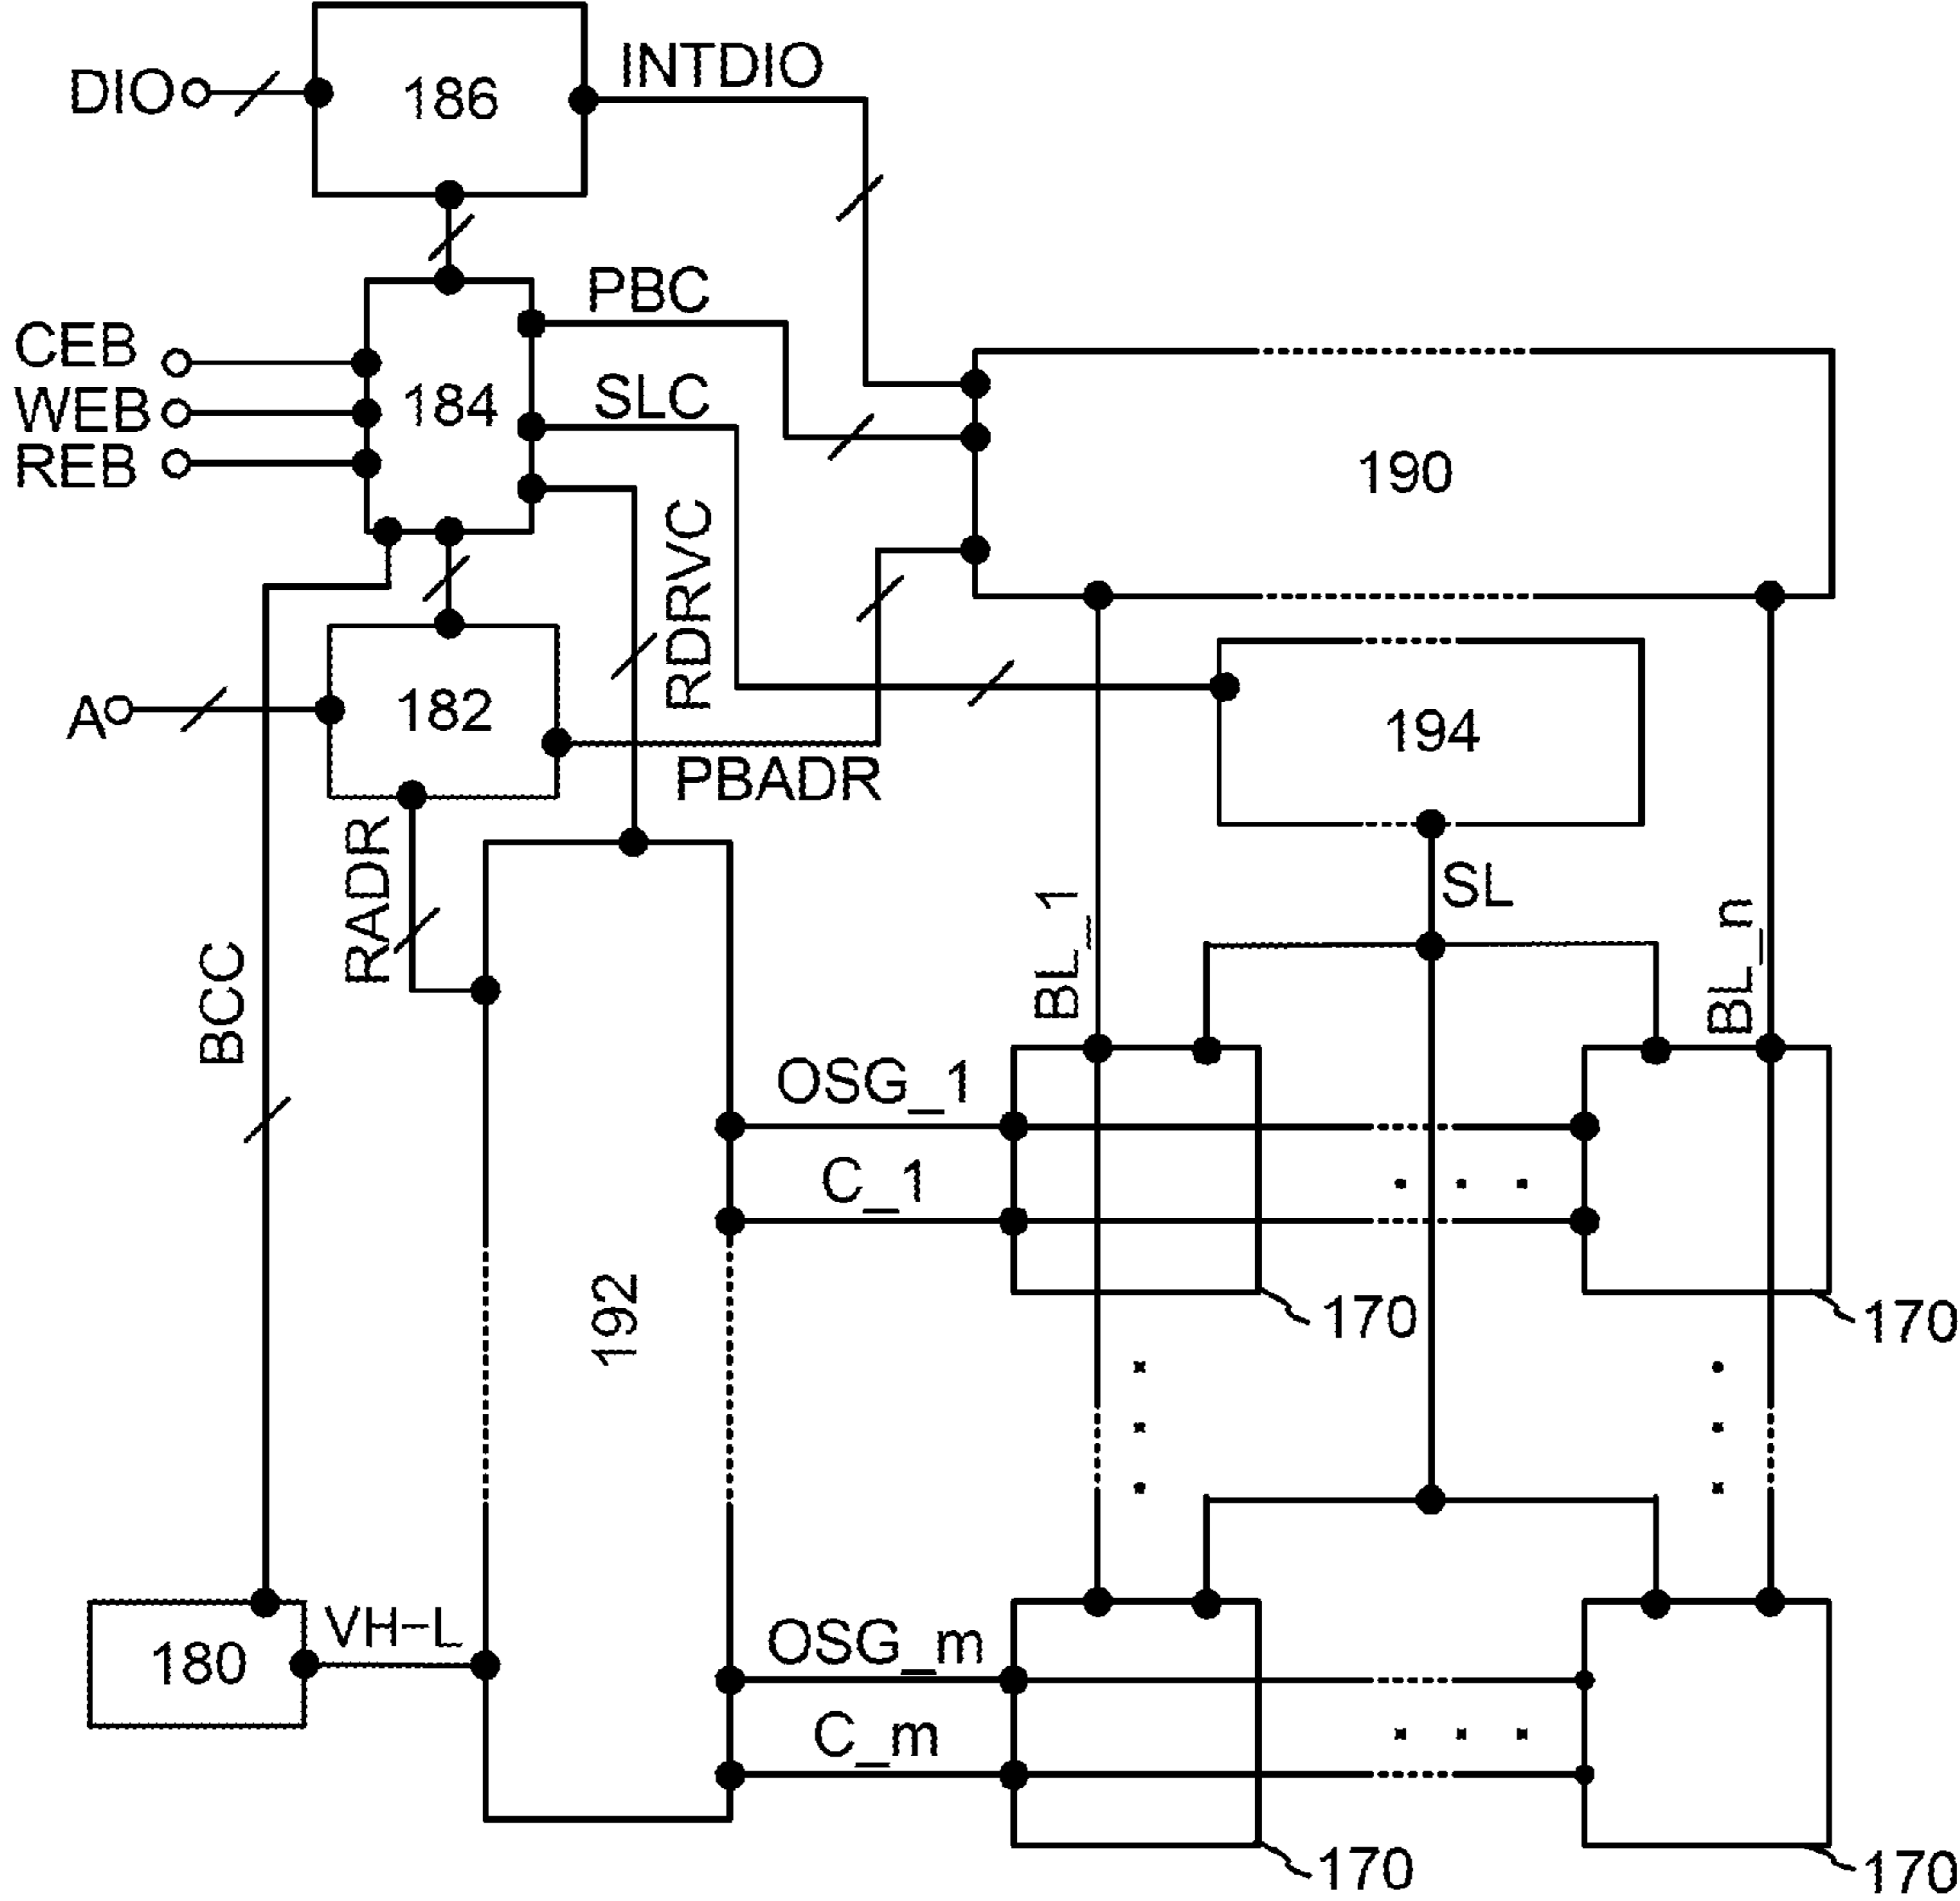 DIO
186
INTDIO
PBC
CEB
WEB
REB
184
SLC
190
RDRVC
A
182
PBADR
194
RADR
BCC
SL
BL_1
BL_n
OSG_1
C_1
192
170
170
180
VH-L
OSG_m
C_m
170
170